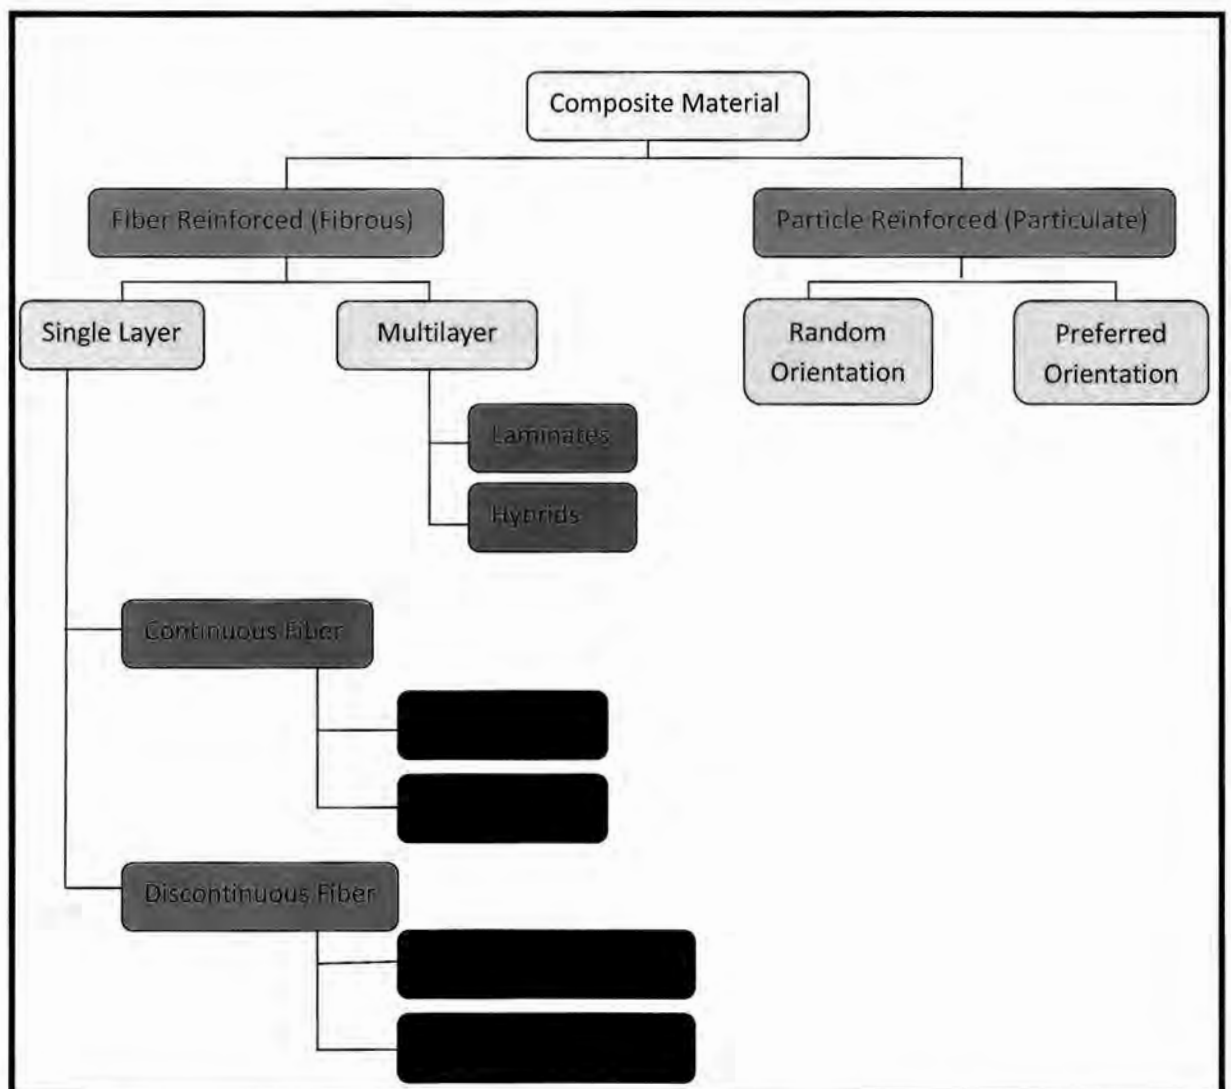 Composite Material
Fiber Reinforced (Fibrous)
Particle Reinforced (Particulate)
Single Layer
Multilayer
Random
Orientation
Preferred
Orientation
Laminates
Hybrids
Continuous Fiber
Discontinuous Fiber